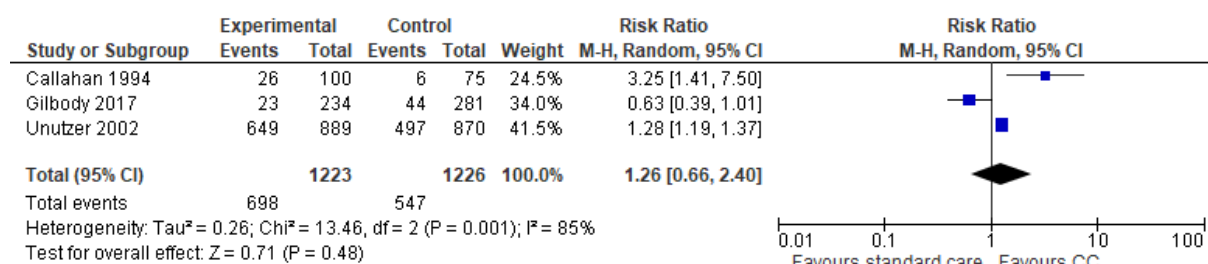 Experimental Control Risk Ratio Risk Ratio
Study or Subgroup Events Total Events Total Weight M-H, Random, 95% CI M-H, Random, 95% CI
Callahan 1994 26 100 6 75 24.5% 3.25 [1.41, 7.50]
Gilbody 2017 23 234 44 281 34.0% 0.63 [0.39, 1.01]
Unutzer 2002 649 889 497 870 41.5% 1.28 [1.19, 1.37]
Total (95% CI) 1223 1226 100.0% 1.26 [0.66, 2.40]
Total events 698 547
Heterogeneity: Tau² = 0.26; Chi² = 13.46, df = 2 (P = 0.001); I² = 85%
Test for overall effect: Z = 0.71 (P = 0.48)
0.01 0.1 1 10 100
Favours standard care Favours CC